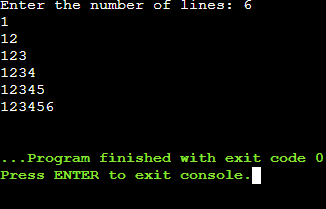 Enter the number of lines: 6
1
12
123
1234
12345
123456
...Program finished with exit code 0
Press ENTER to exit console.